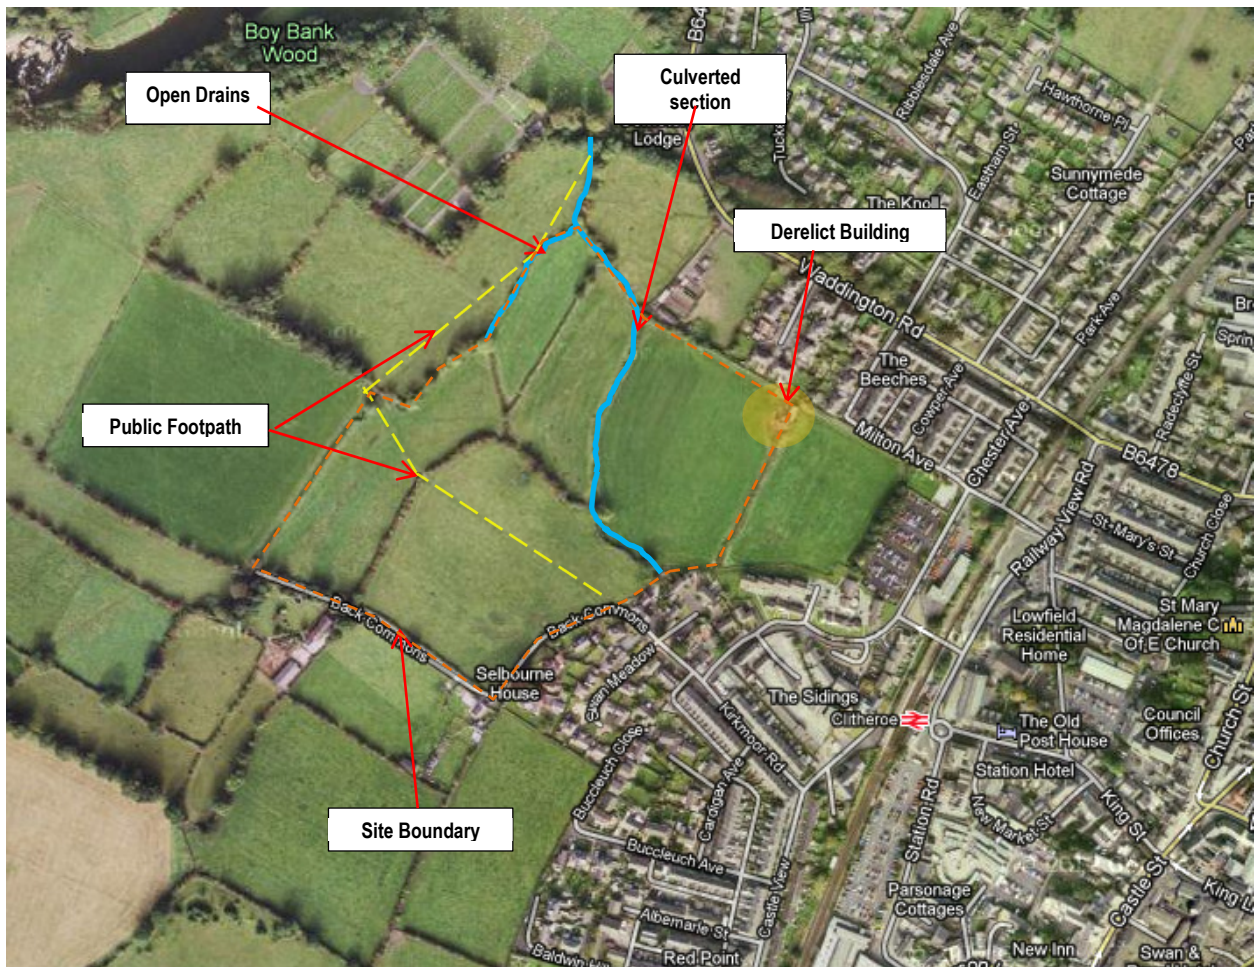 Boy Bank
Wood
Open Drains
Culverted
section
B64
Lodge
Tucke
Ribblesdale Ave
Hawthorne Pl
Eastham St
Sunnymede
Cottage
The Knoll
Derelict Building
Waddington Rd
Park Ave
The
Beeches
Cowper Ave
Milton Ave
Chester Ave
B6478
Radeclyffe St
Spring
Public Footpath
Railway View Rd
St Mary's St
Church Close
Lowfield
Residential
Home
St Mary
Magdalene C
Of E Church
Back Commons
Back Commons
Selbourne
House
Swan Meadow
The Sidings
Clitheroe
Kirkmoor Rd
The Old
Post House
Council
Offices
Church St
Station Hotel
Buccleuch Close
Cardigan Ave
Station Rd
New Market St
King St
Site Boundary
Buccleuch Ave
Castle View
Castle St
King L
Parsonage
Cottages
Albemarle St
Baldwin Hi
Red Point
New Inn
Swan &